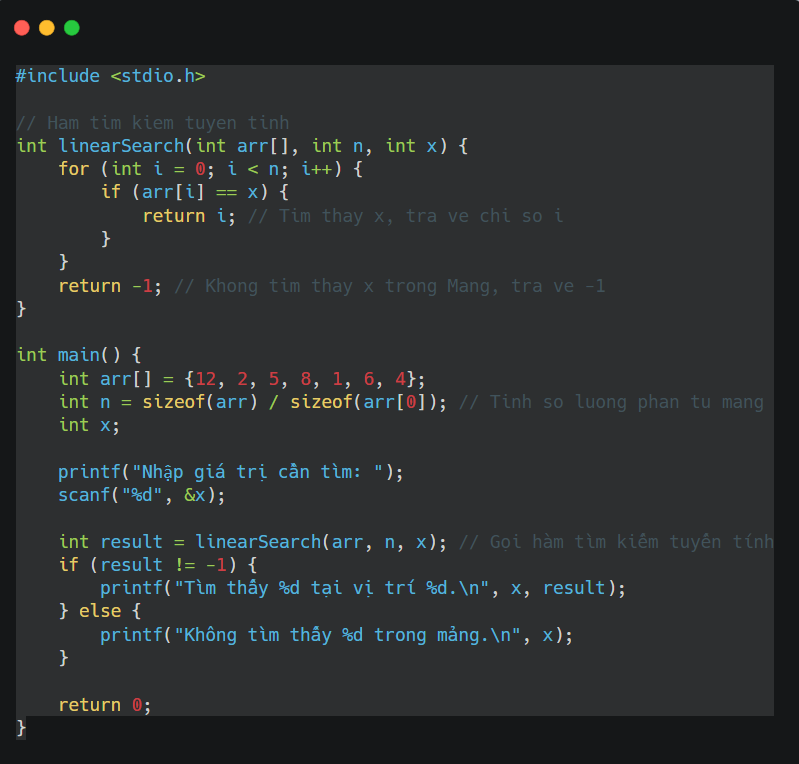 #include <stdio.h>
// Ham tim kiem tuyen tinh
int linearSearch(int arr[], int n, int x) {
    for (int i = 0; i < n; i++) {
        if (arr[i] == x) {
            return i; // Tim thay x, tra ve chi so i
        }
    }
    return -1; // Khong tim thay x trong Mang, tra ve -1
}
int main() {
    int arr[] = {12, 2, 5, 8, 1, 6, 4};
    int n = sizeof(arr) / sizeof(arr[0]); // Tinh so luong phan tu mang
    int x;
    printf("Nhập giá trị cần tìm: ");
    scanf("%d", &x);
    int result = linearSearch(arr, n, x); // Gọi hàm tìm kiếm tuyến tính
    if (result != -1) {
        printf("Tìm thấy %d tại vị trí %d.\n", x, result);
    } else {
        printf("Không tìm thấy %d trong mảng.\n", x);
    }
    return 0;
}